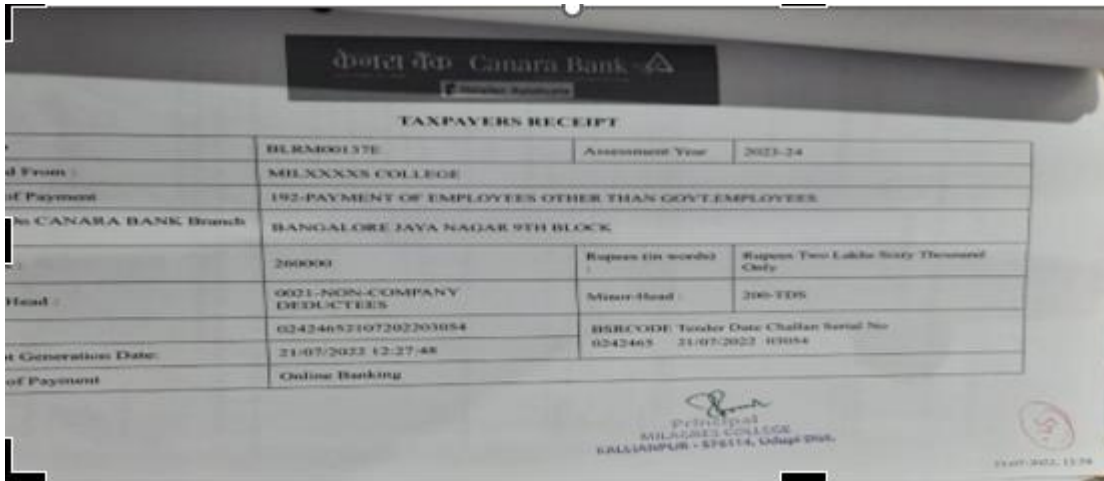 केनरा बैंक Canara Bank
TAXPAYERS RECEIPT
BLRM00137E Assessment Year 2023-24
d From : MILXXXXS COLLEGE
of Payment 192-PAYMENT OF EMPLOYEES OTHER THAN GOVT.EMPLOYEES
On CANARA BANK Branch BANGALORE JAYA NAGAR 9TH BLOCK
260000 Rupees (in words) : Rupees Two Lakhs Sixty Thousand Only
Head : 0021-NON-COMPANY DEDUCTEES Minor-Head : 200-TDS
02424652107202203054 BSRCODE Tender Date Challan Serial No
0242465 21/07/2022 03054
t Generation Date: 21/07/2022 12:27:48
of Payment Online Banking
Principal
MILAGRES COLLEGE
KALLIANPUR - 576114, Udupi Dist.